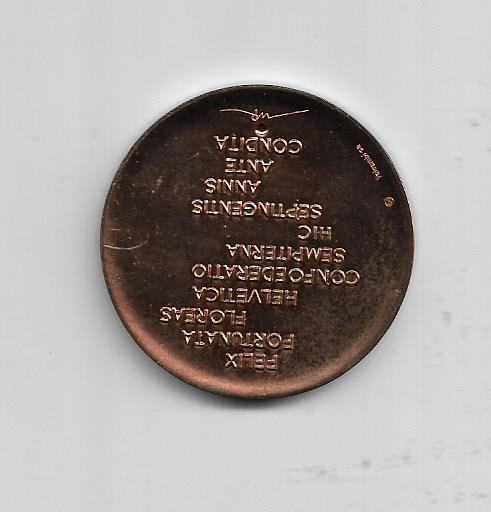 FELIX
FORTUNATA
FLOREAS
HELVETICA
CONFOEDERATIO
SEMPITERNA
HIC
SEPTINGENTIS
ANNIS
ANTE
CONDITA